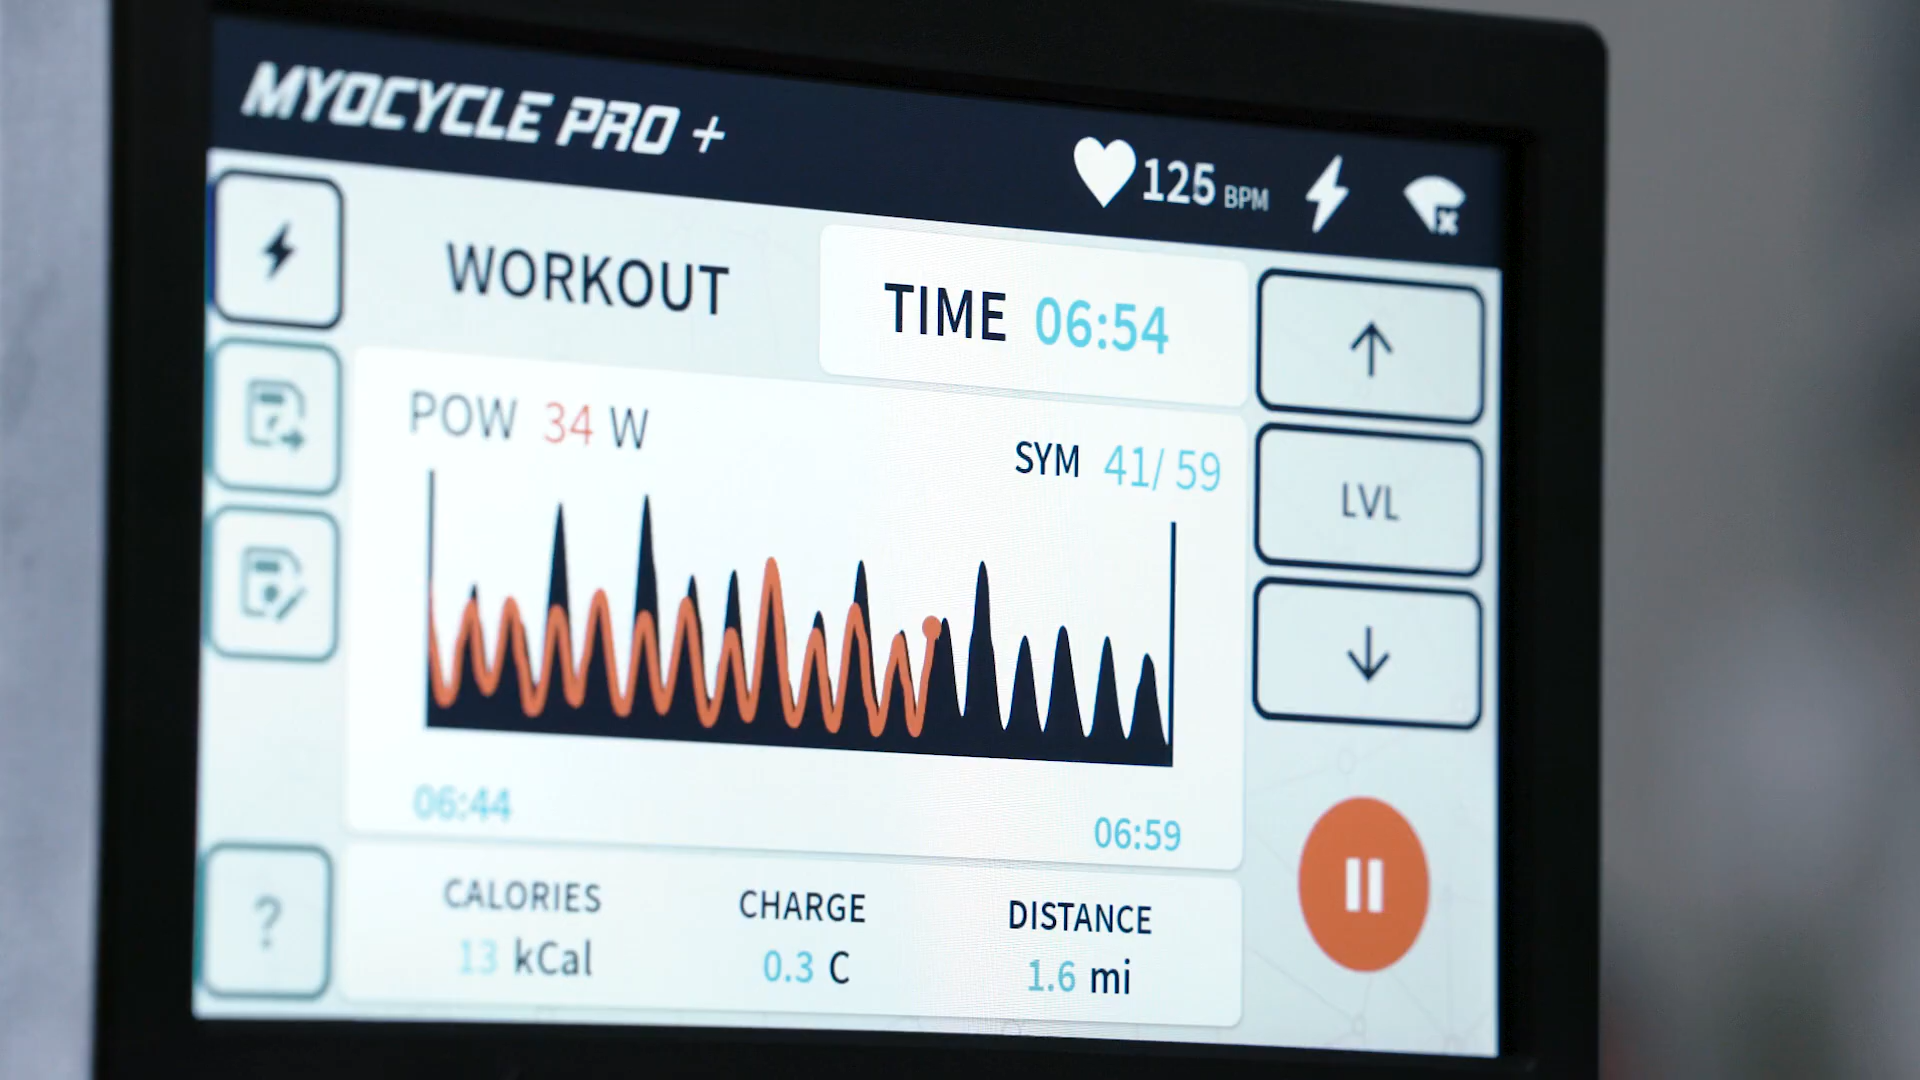 MYOCYCLE PRO +
125 BPM
WORKOUT
TIME 06:54
POW 34 W
SYM 41/ 59
LVL
06:44
06:59
CALORIES
13 kCal
CHARGE
0.3 C
DISTANCE
1.6 mi
?